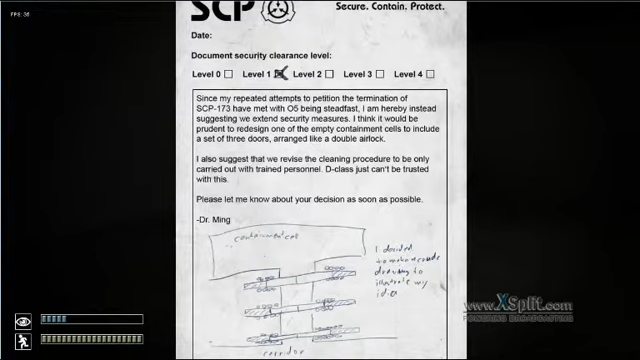 FPS: 36
SCP
Secure. Contain. Protect.
Date:
Document security clearance level:
Level 0 Level 1 Level 2 Level 3 Level 4
Since my repeated attempts to petition the termination of
SCP-173 have met with O5 being steadfast, I am hereby instead
suggesting we extend security measures. I think it would be
prudent to redesign one of the empty containment cells to include
a set of three doors, arranged like a double airlock.
I also suggest that we revise the cleaning procedure to be only
carried out with trained personnel. D-class just can't be trusted
with this.
Please let me know about your decision as soon as possible.
-Dr. Ming
containment cell
I decided
to make a crude
drawing to
illustrate my
idea
corridor
www.XSplit.com
POWERING BROADCASTING